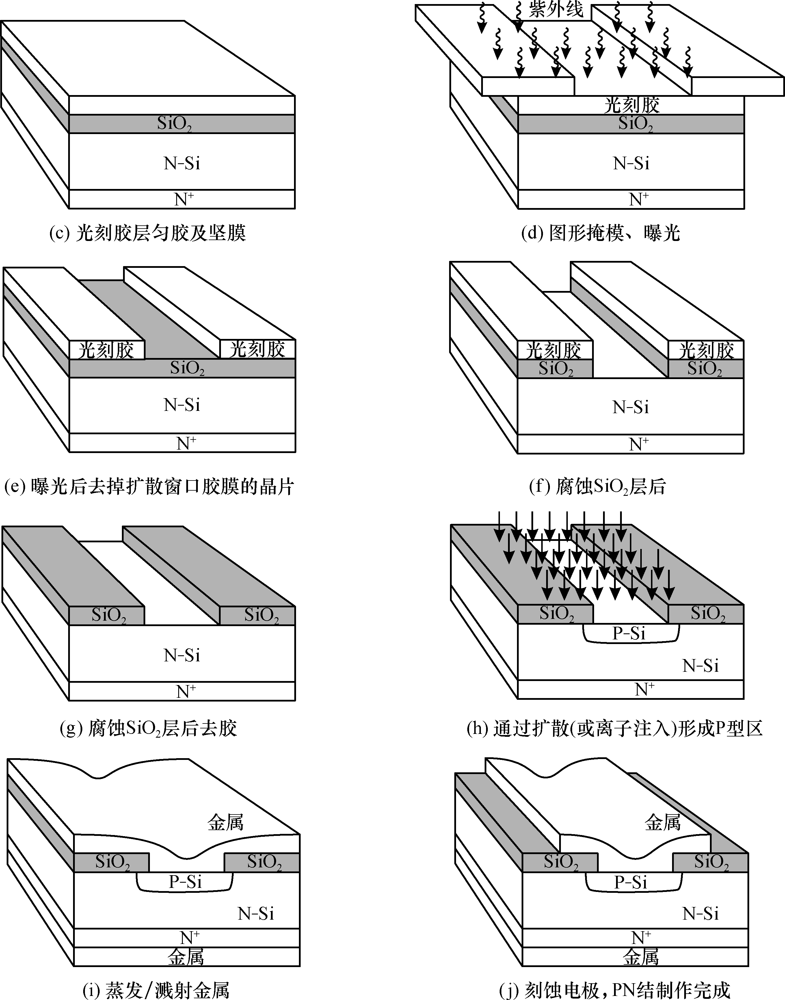 SiO₂
N-Si
N⁺
(c) 光刻胶层匀胶及坚膜
紫外线
光刻胶
SiO₂
N-Si
N⁺
(d) 图形掩模、曝光
光刻胶 光刻胶
SiO₂
N-Si
N⁺
(e) 曝光后去掉扩散窗口胶膜的晶片
光刻胶 光刻胶
SiO₂ SiO₂
N-Si
N⁺
(f) 腐蚀SiO₂层后
SiO₂ SiO₂
N-Si
N⁺
(g) 腐蚀SiO₂层后去胶
SiO₂ SiO₂
P-Si
N-Si
N⁺
(h) 通过扩散(或离子注入)形成P型区
金属
SiO₂ SiO₂
P-Si
N-Si
N⁺
金属
(i) 蒸发/溅射金属
金属
SiO₂ SiO₂
P-Si
N-Si
N⁺
金属
(j) 刻蚀电极，PN结制作完成